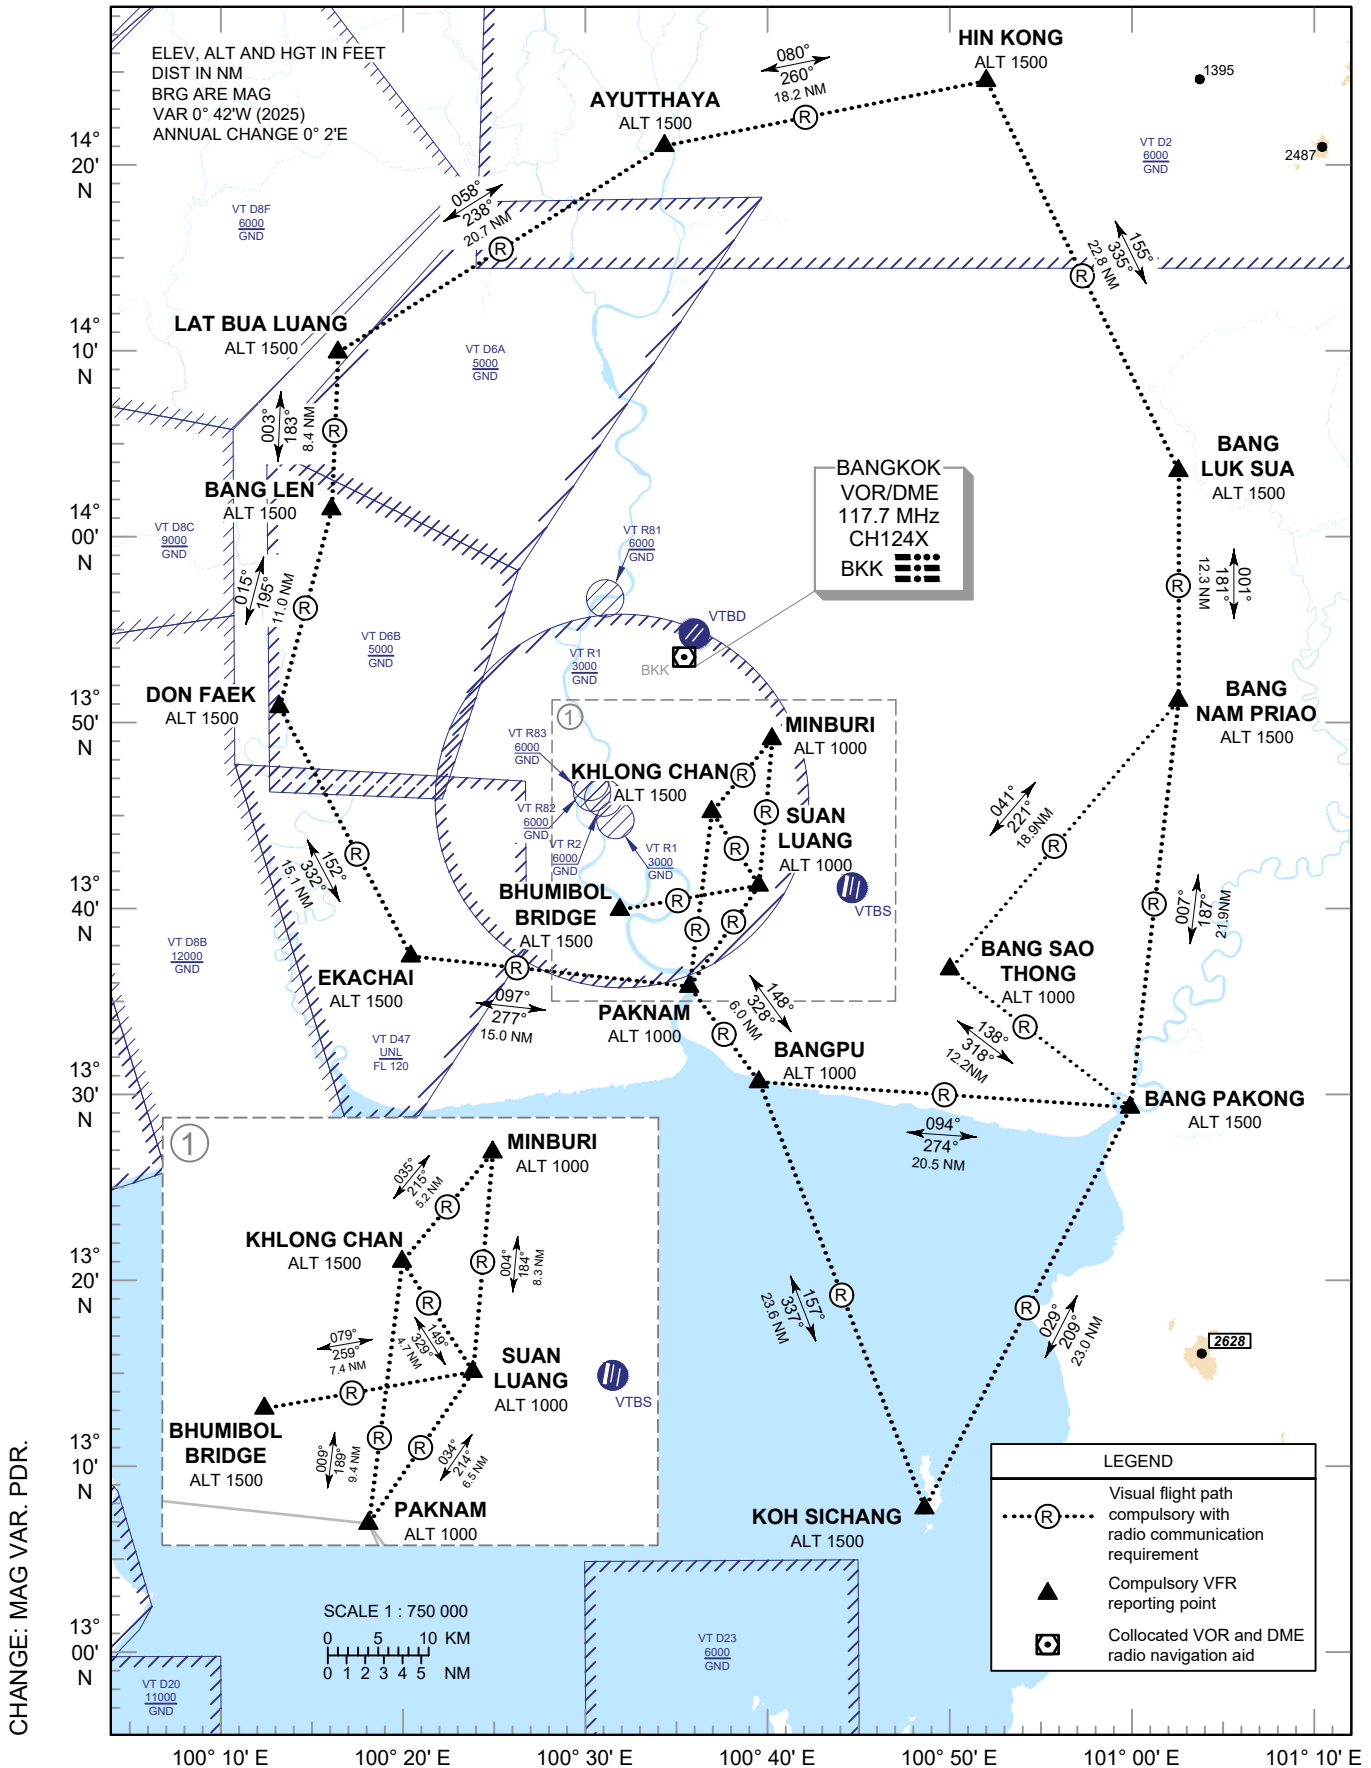 ELEV, ALT AND HGT IN FEET
DIST IN NM
BRG ARE MAG
VAR 0° 42'W (2025)
ANNUAL CHANGE 0° 2'E
HIN KONG
ALT 1500
080°
260°
18.2 NM
1395
2487
AYUTTHAYA
ALT 1500
VT D2
6000
GND
14°
20'
N
058°
238°
20.7 NM
VT D8F
6000
GND
155°
335°
22.8 NM
R
R
R
LAT BUA LUANG
ALT 1500
14°
10'
N
VT D6A
5000
GND
003°
183°
8.4 NM
R
BANG
LUK SUA
ALT 1500
BANGKOK
VOR/DME
117.7 MHz
CH124X
BKK
BANG LEN
ALT 1500
14°
00'
N
VT D8C
9000
GND
VT R81
6000
GND
015°
195°
11.0 NM
R
001°
181°
12.3 NM
R
VTBD
BKK
VT D6B
5000
GND
VT R1
3000
GND
DON FAEK
ALT 1500
13°
50'
N
BANG
NAM PRIAO
ALT 1500
1
MINBURI
ALT 1000
VT R83
6000
GND
KHLONG CHAN
ALT 1500
R
R
VT R82
6000
GND
SUAN
LUANG
ALT 1000
VT R2
6000
GND
VT R1
3000
GND
R
041°
221°
18.9NM
R
152°
332°
15.1 NM
R
VTBS
BHUMIBOL
BRIDGE
ALT 1500
R
R
R
13°
40'
N
007°
187°
21.9NM
R
VT D8B
12000
GND
EKACHAI
ALT 1500
R
097°
277°
15.0 NM
PAKNAM
ALT 1000
148°
328°
6.0 NM
R
BANG SAO
THONG
ALT 1000
138°
318°
12.2NM
R
VT D47
UNL
FL 120
BANGPU
ALT 1000
13°
30'
N
R
094°
274°
20.5 NM
BANG PAKONG
ALT 1500
1
MINBURI
ALT 1000
035°
215°
5.2 NM
R
KHLONG CHAN
ALT 1500
R
004°
184°
8.3 NM
R
149°
329°
4.7 NM
079°
259°
7.4 NM
R
SUAN
LUANG
ALT 1000
VTBS
BHUMIBOL
BRIDGE
ALT 1500
009°
189°
9.4 NM
R
R
034°
214°
6.5 NM
PAKNAM
ALT 1000
13°
20'
N
157°
337°
23.6 NM
R
029°
209°
23.0 NM
R
2628
13°
10'
N
KOH SICHANG
ALT 1500
LEGEND
R
Visual flight path
compulsory with
radio communication
requirement
Compulsory VFR
reporting point
Collocated VOR and DME
radio navigation aid
SCALE 1 : 750 000
0 5 10 KM
0 1 2 3 4 5 NM
13°
00'
N
VT D23
6000
GND
VT D20
11000
GND
100° 10' E 100° 20' E 100° 30' E 100° 40' E 100° 50' E 101° 00' E 101° 10' E
CHANGE: MAG VAR. PDR.